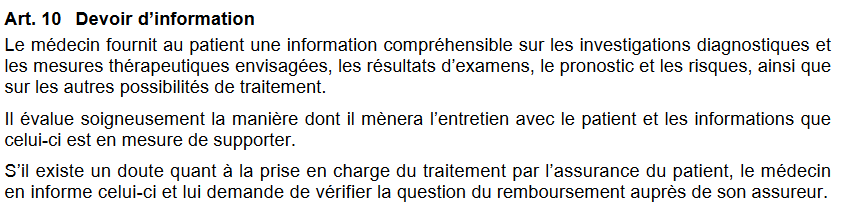 Art. 10 Devoir d’information
Le médecin fournit au patient une information compréhensible sur les investigations diagnostiques et
les mesures thérapeutiques envisagées, les résultats d’examens, le pronostic et les risques, ainsi que
sur les autres possibilités de traitement.
Il évalue soigneusement la manière dont il mènera l’entretien avec le patient et les informations que
celui-ci est en mesure de supporter.
S’il existe un doute quant à la prise en charge du traitement par l’assurance du patient, le médecin
en informe celui-ci et lui demande de vérifier la question du remboursement auprès de son assureur.